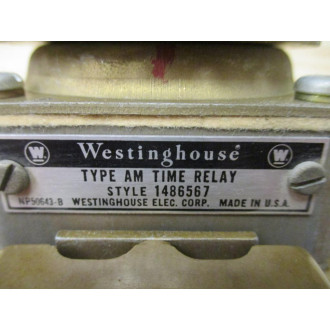 W Westinghouse W
TYPE AM TIME RELAY
STYLE 1486567
NP50643-B WESTINGHOUSE ELEC. CORP. MADE IN U.S.A.